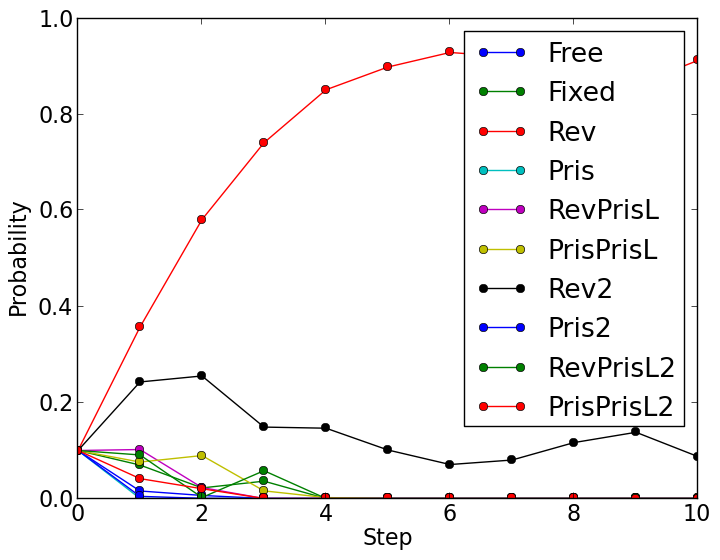 1.0
0.8
0.6
0.4
0.2
0.0
Probability
0 2 4 6 8 10
Step
Free
Fixed
Rev
Pris
RevPrisL
PrisPrisL
Rev2
Pris2
RevPrisL2
PrisPrisL2